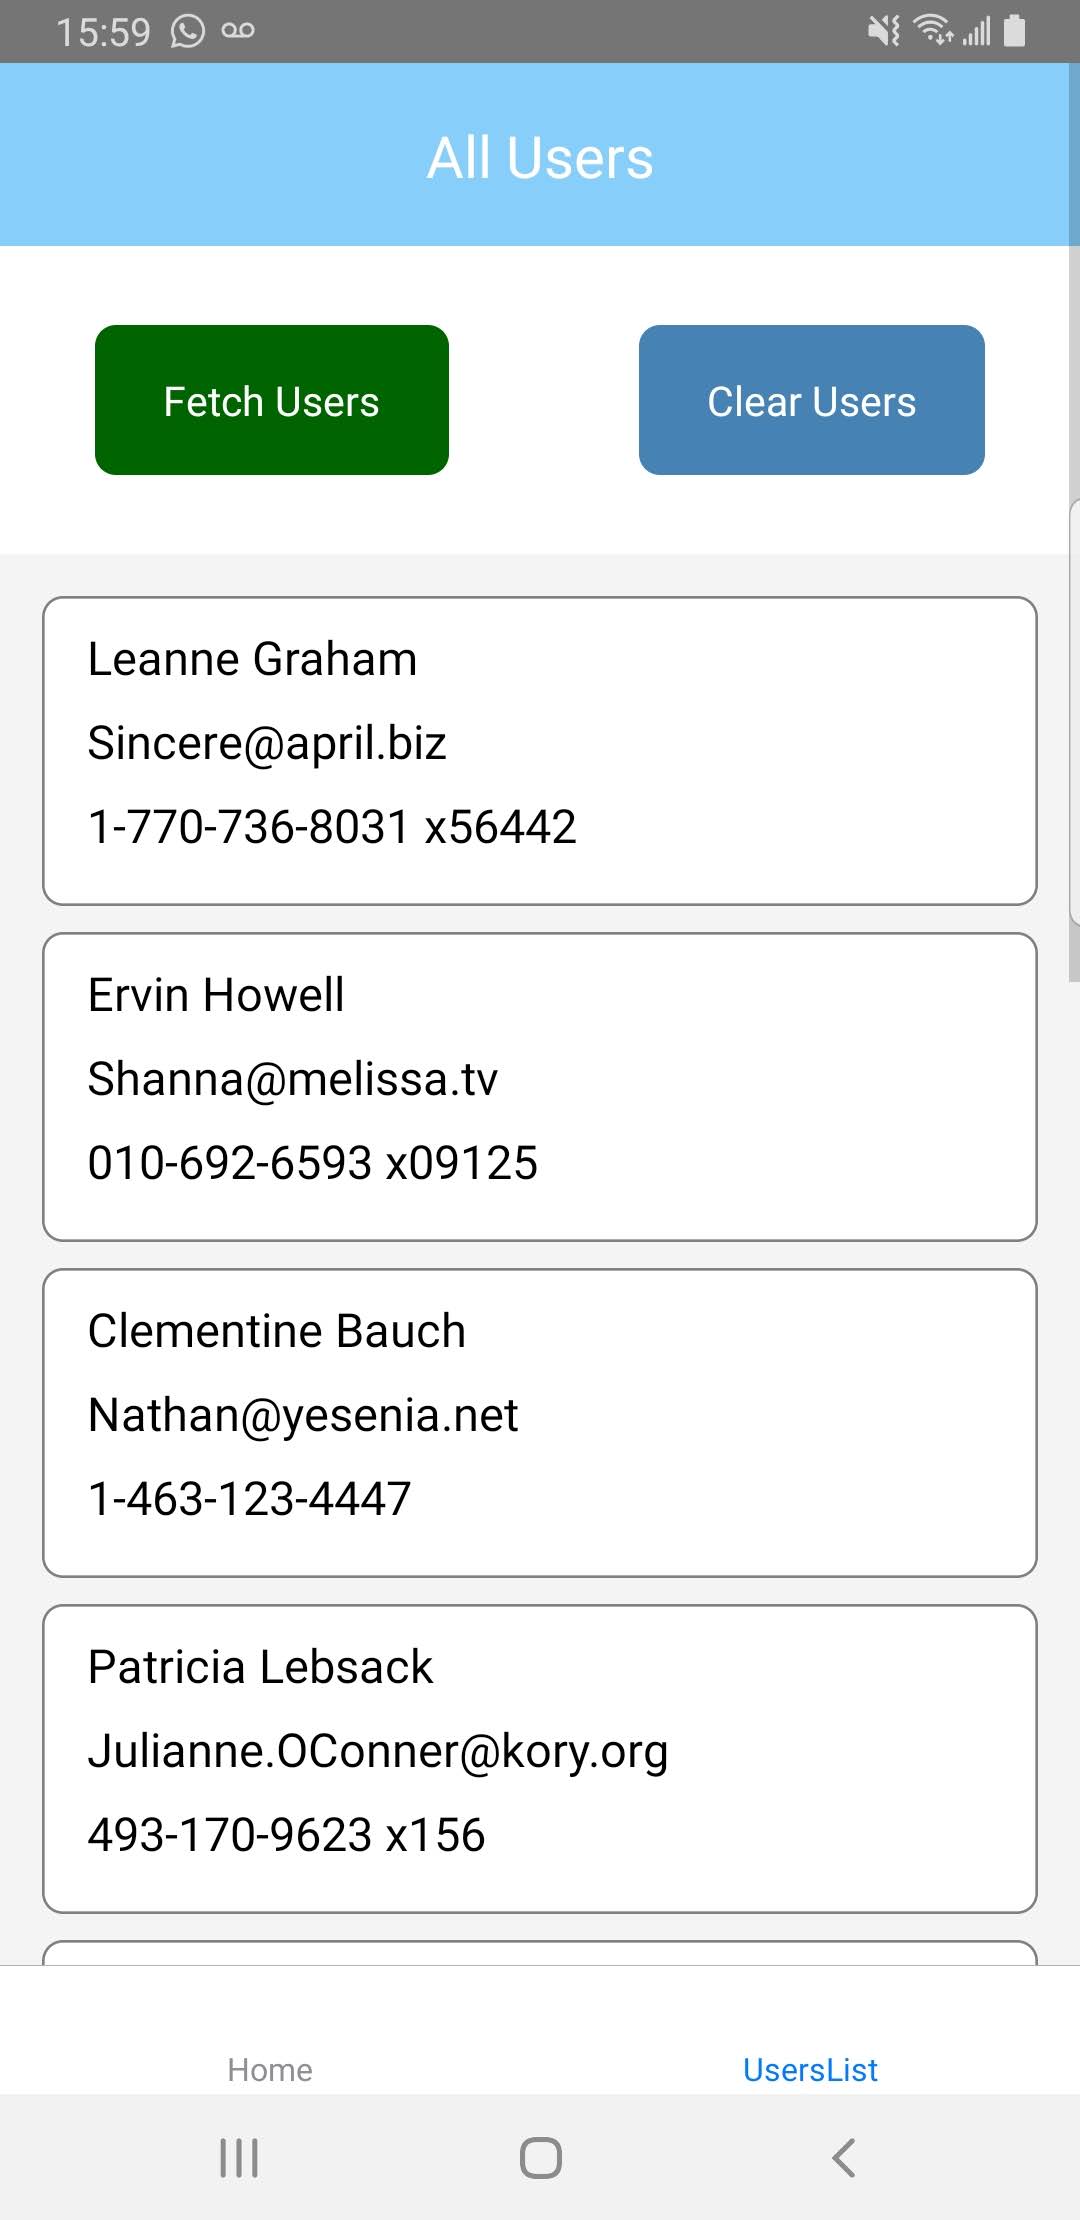 15:59
All Users
Fetch Users
Clear Users
Leanne Graham
Sincere@april.biz
1-770-736-8031 x56442
Ervin Howell
Shanna@melissa.tv
010-692-6593 x09125
Clementine Bauch
Nathan@yesenia.net
1-463-123-4447
Patricia Lebsack
Julianne.OConner@kory.org
493-170-9623 x156
Home
UsersList